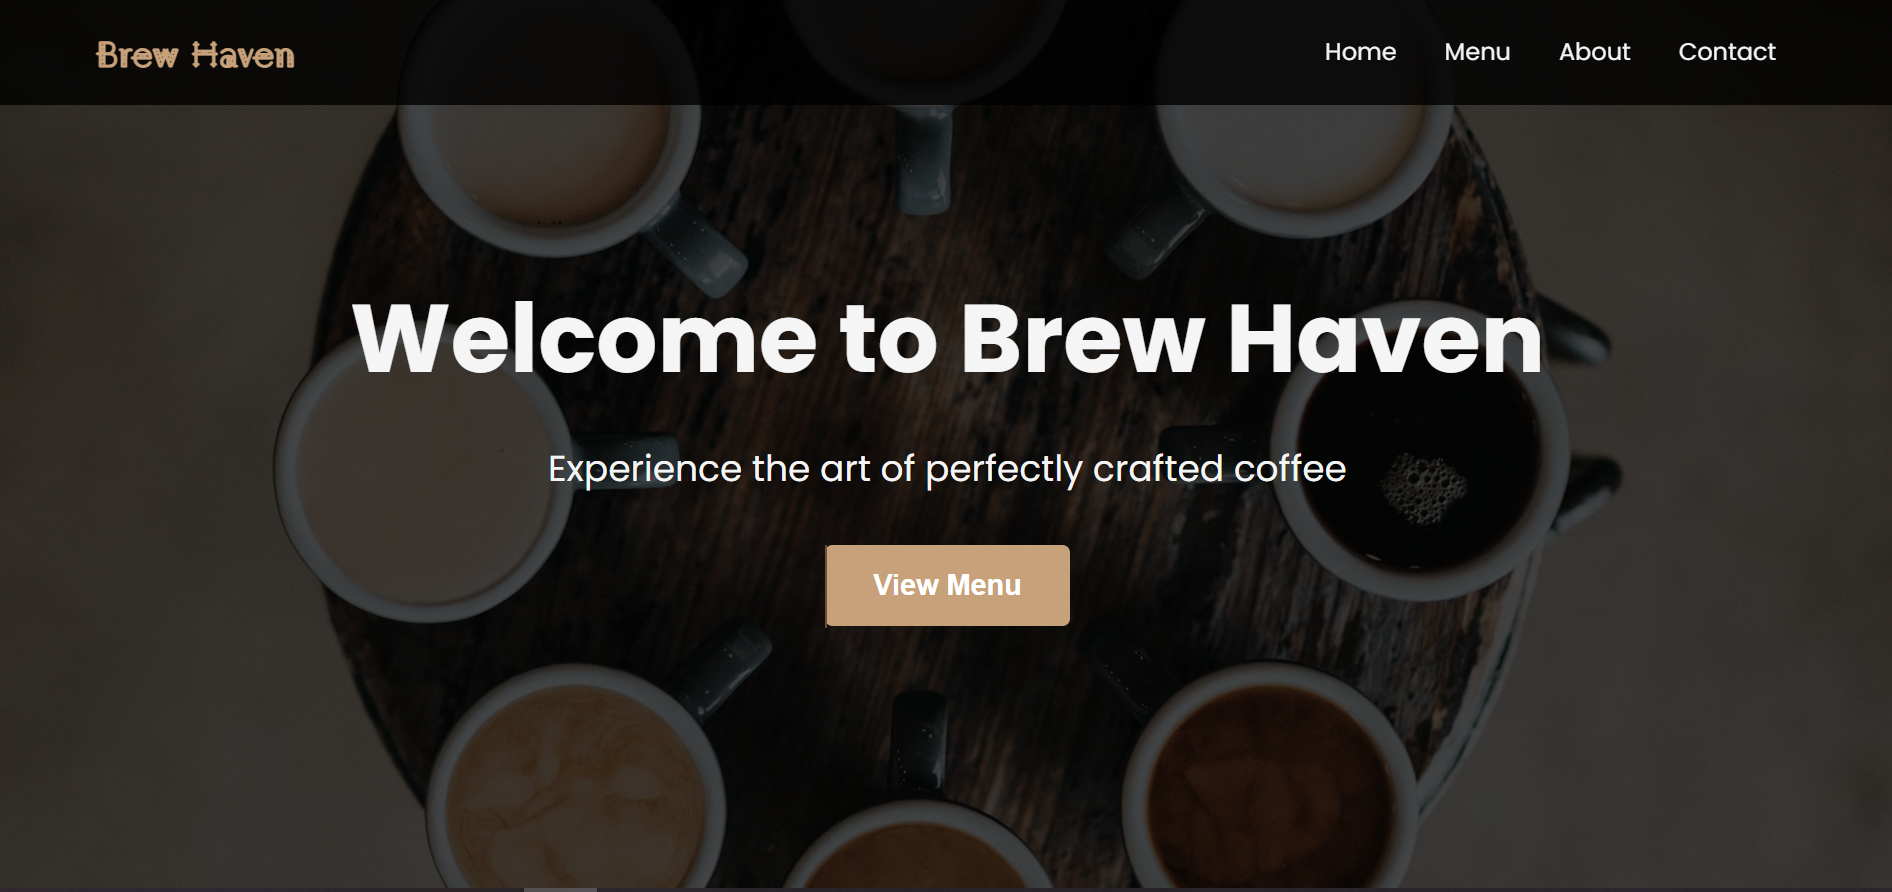 Brew Haven
Home Menu About Contact
Welcome to Brew Haven
Experience the art of perfectly crafted coffee
View Menu